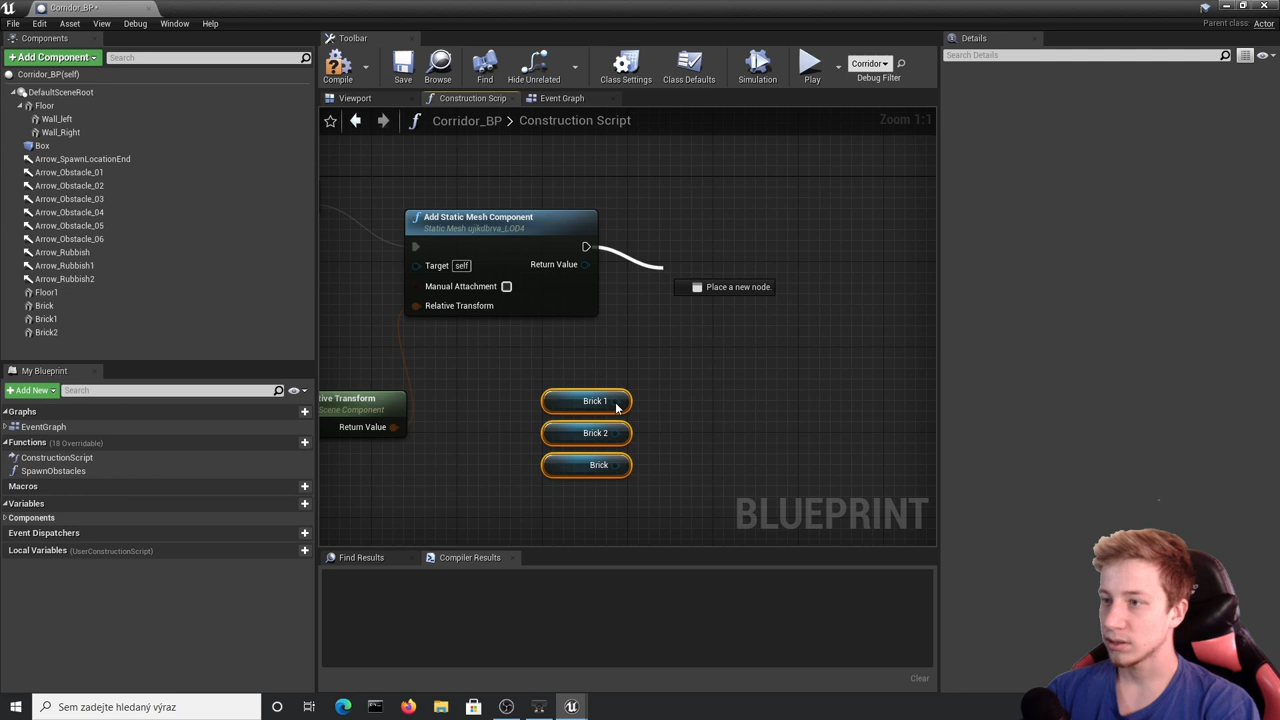 Corridor_BP*
Parent class: Actor
File Edit Asset View Debug Window Help
Components
Toolbar
Details
+ Add Component
Search
Search Details
Corridor_BP(self)
DefaultSceneRoot
Floor
Wall_left
Wall_Right
Box
Arrow_SpawnLocationEnd
Arrow_Obstacle_01
Arrow_Obstacle_02
Arrow_Obstacle_03
Arrow_Obstacle_04
Arrow_Obstacle_05
Arrow_Obstacle_06
Arrow_Rubbish
Arrow_Rubbish1
Arrow_Rubbish2
Floor1
Brick
Brick1
Brick2
Compile Save Browse Find Hide Unrelated Class Settings Class Defaults Simulation Play
Corridor
Debug Filter
Viewport Construction Scrip Event Graph
Corridor_BP > Construction Script
Zoom 1:1
Add Static Mesh Component
Static Mesh ujikdbrva_LOD4
Target self
Return Value
Manual Attachment
Relative Transform
Place a new node.
tive Transform
Scene Component
Return Value
Brick 1
Brick 2
Brick
BLUEPRINT
My Blueprint
+ Add New
Search
Graphs
EventGraph
Functions (18 Overridable)
ConstructionScript
SpawnObstacles
Macros
Variables
Components
Event Dispatchers
Local Variables (UserConstructionScript)
Find Results
Compiler Results
Clear
Sem zadejte hledaný výraz